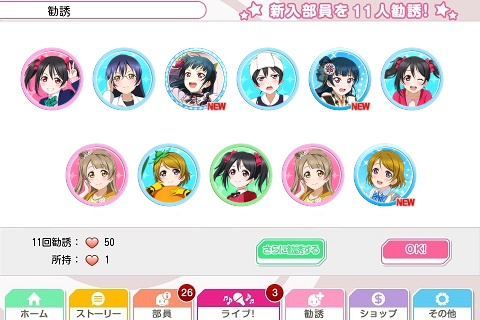 勧誘
新入部員を11人勧誘!
NEW
NEW
NEW
11回勧誘: 50
所持: 1
さらに勧誘する
OK!
26
3
ホーム
ストーリー
部員
ライブ!
勧誘
ショップ
その他